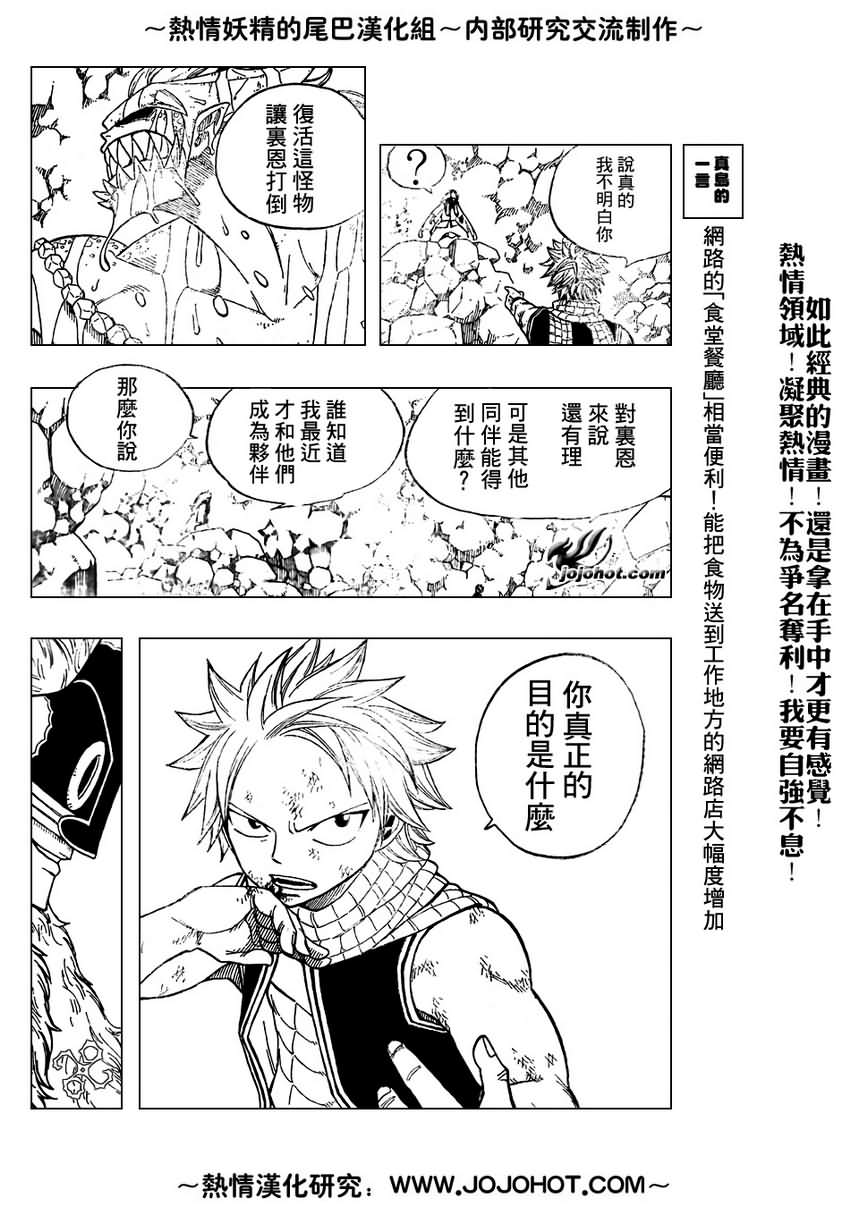 ～熱情妖精的尾巴漢化組～内部研究交流制作～
如此經典的漫畫！還是拿在手中才更有感覺！
熱情領域！凝聚熱情！不為爭名奪利！我要自強不息！
真島的
一言
網路的「食堂餐廳」相當便利！能把食物送到工作地方的網路店大幅度增加
說真的
我不明白你
？
復活這怪物
讓裏恩打倒
對裏恩
來說
還有理
可是其他
同伴能得
到什麼？
誰知道
我最近
才和他們
成為夥伴
那麼你說
jojohot.com
你真正的
目的是什麼
～熱情漢化研究：WWW.JOJOHOT.COM～